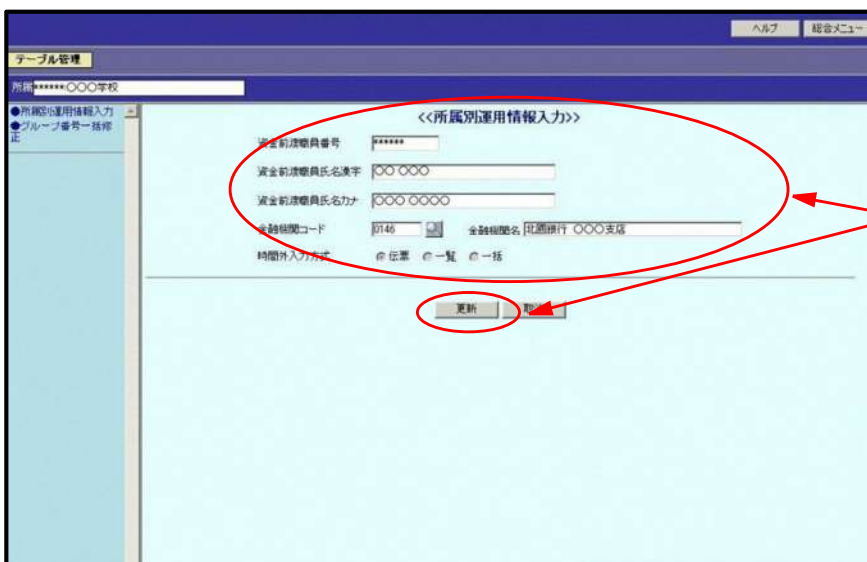 ヘルプ 総合メニュー
テーブル管理
所属 ******:〇〇〇学校
●所属別運用情報入力
●グループ番号一括修
正
<<所属別運用情報入力>>
資金前渡職員番号 ******
資金前渡職員氏名漢字 〇〇 〇〇〇
資金前渡職員氏名カナ 〇〇〇 〇〇〇〇
金融機関コード 0146 金融機関名 北國銀行 〇〇〇支店
時間外入力方式 伝票 一覧 一括
更新 取消